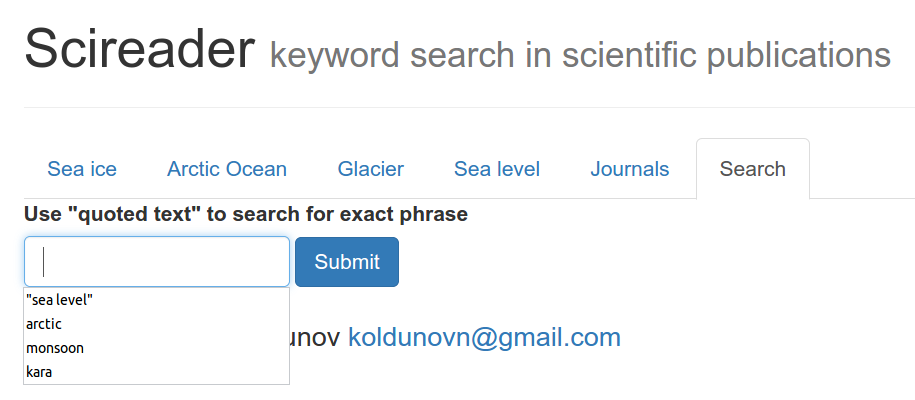 Scireader keyword search in scientific publications
Sea ice Arctic Ocean Glacier Sea level Journals Search
Use "quoted text" to search for exact phrase
Submit
"sea level"
arctic
monsoon
kara
koldunovn@gmail.com